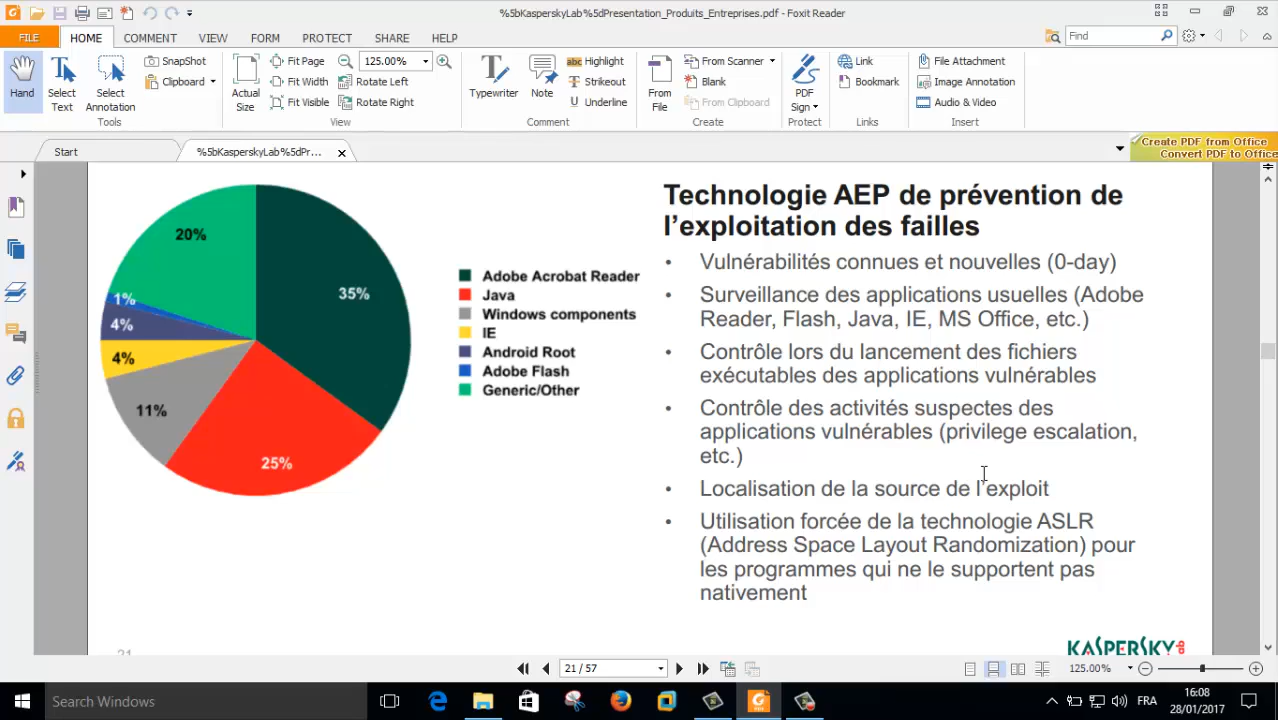 %5bKasperskyLab%5dPresentation_Produits_Entreprises.pdf - Foxit Reader
FILE HOME COMMENT VIEW FORM PROTECT SHARE HELP
Find
Hand
Select Text
Select Annotation
SnapShot
Clipboard
Tools
Actual Size
Fit Page
Fit Width
Fit Visible
125.00%
Rotate Left
Rotate Right
View
Typewriter
Note
Highlight
Strikeout
Underline
Comment
From File
From Scanner
Blank
From Clipboard
Create
PDF Sign
Protect
Link
Bookmark
Links
File Attachment
Image Annotation
Audio & Video
Insert
Start
%5bKasperskyLab%5dPr...
Create PDF from Office
Convert PDF to Office
20%
35%
1%
4%
4%
11%
25%
Adobe Acrobat Reader
Java
Windows components
IE
Android Root
Adobe Flash
Generic/Other
Technologie AEP de prévention de
l'exploitation des failles
• Vulnérabilités connues et nouvelles (0-day)
• Surveillance des applications usuelles (Adobe
Reader, Flash, Java, IE, MS Office, etc.)
• Contrôle lors du lancement des fichiers
exécutables des applications vulnérables
• Contrôle des activités suspectes des
applications vulnérables (privilege escalation,
etc.)
• Localisation de la source de l'exploit
• Utilisation forcée de la technologie ASLR
(Address Space Layout Randomization) pour
les programmes qui ne le supportent pas
nativement
21
KASPERSKY
21 / 57
125.00%
Search Windows
FRA
16:08
28/01/2017